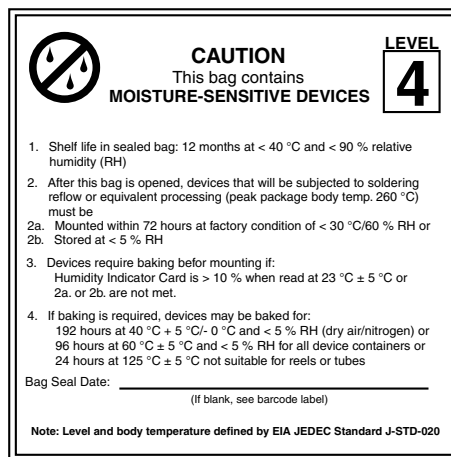 LEVEL
4
CAUTION
This bag contains
MOISTURE-SENSITIVE DEVICES
1. Shelf life in sealed bag: 12 months at < 40 °C and < 90 % relative
humidity (RH)
2. After this bag is opened, devices that will be subjected to soldering
reflow or equivalent processing (peak package body temp. 260 °C)
must be
2a. Mounted within 72 hours at factory condition of < 30 °C/60 % RH or
2b. Stored at < 5 % RH
3. Devices require baking befor mounting if:
Humidity Indicator Card is > 10 % when read at 23 °C ± 5 °C or
2a. or 2b. are not met.
4. If baking is required, devices may be baked for:
192 hours at 40 °C + 5 °C/- 0 °C and < 5 % RH (dry air/nitrogen) or
96 hours at 60 °C ± 5 °C and < 5 % RH for all device containers or
24 hours at 125 °C ± 5 °C not suitable for reels or tubes
Bag Seal Date:
(If blank, see barcode label)
Note: Level and body temperature defined by EIA JEDEC Standard J-STD-020